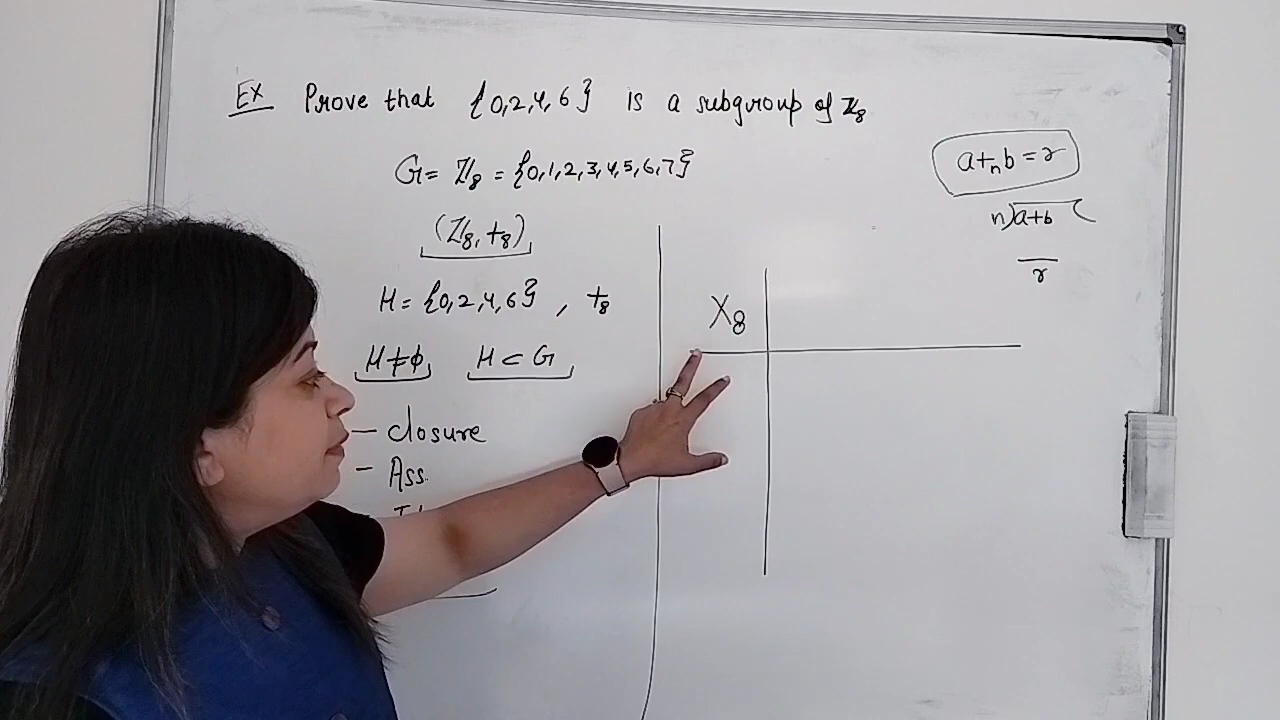 Ex Prove that {0,2,4,6} is a subgroup of ℤ₈
G = ℤ₈ = {0,1,2,3,4,5,6,7}
(ℤ₈, +₈)
H = {0,2,4,6} , +₈
H ≠ ϕ H ⊂ G
- closure
- Ass.
X₈
a +ₙ b = r
n)a+b(
r